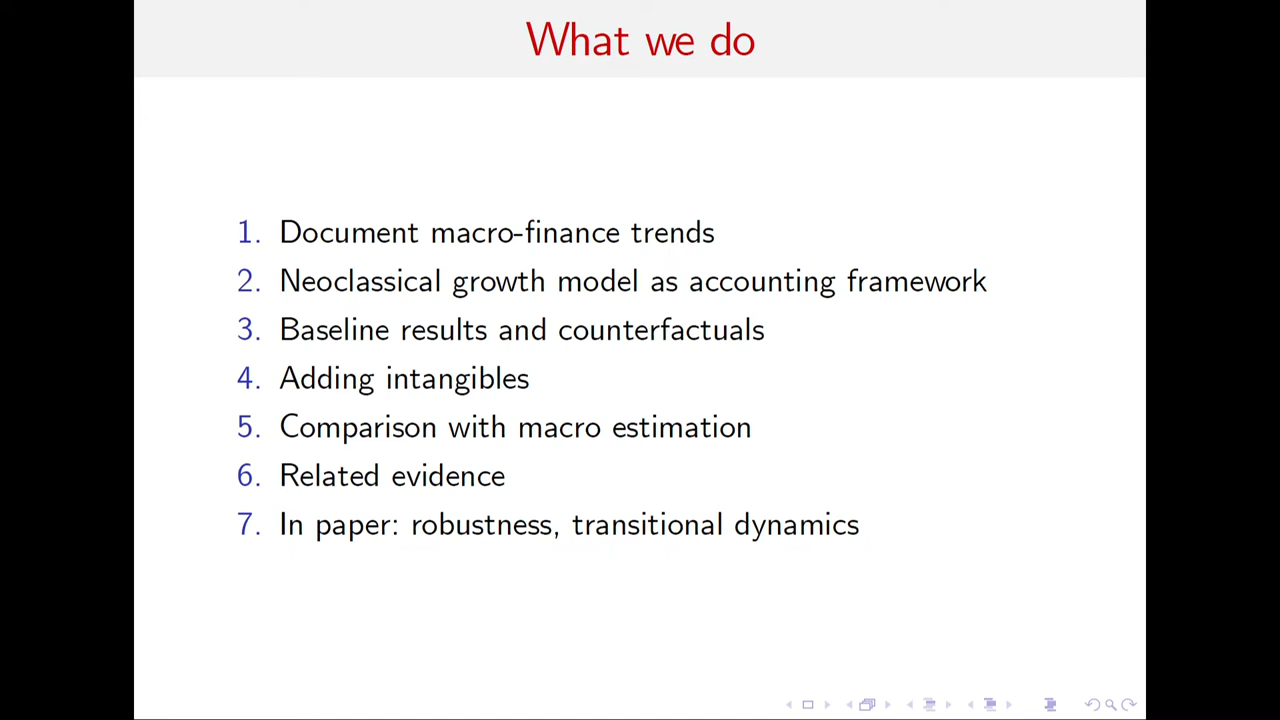 What we do
1. Document macro-finance trends
2. Neoclassical growth model as accounting framework
3. Baseline results and counterfactuals
4. Adding intangibles
5. Comparison with macro estimation
6. Related evidence
7. In paper: robustness, transitional dynamics